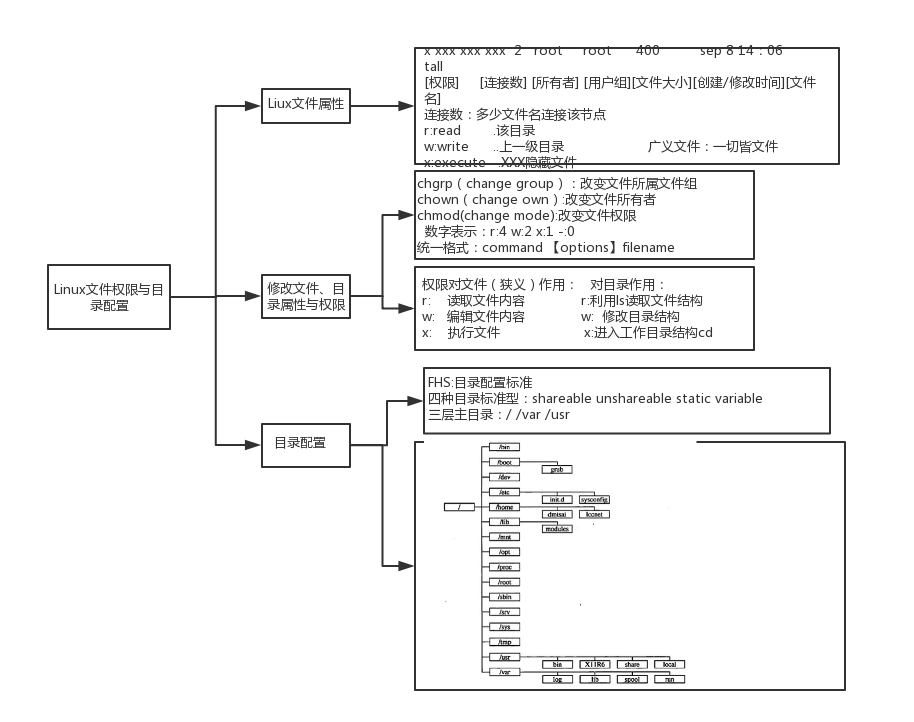 Linux文件权限与目
录配置
Liux文件属性
x xxx xxx xxx 2 root root 400 sep 8 14：06
tall
[权限] [连接数] [所有者] [用户组][文件大小][创建/修改时间][文件
名]
连接数：多少文件名连接该节点
r:read .该目录
w:write ..上一级目录 广义文件：一切皆文件
x:execute .XXX隐藏文件
修改文件、目
录属性与权限
chgrp（change group）：改变文件所属文件组
chown（change own）:改变文件所有者
chmod(change mode):改变文件权限
数字表示：r:4 w:2 x:1 -:0
统一格式：command 【options】filename
权限对文件（狭义）作用： 对目录作用：
r: 读取文件内容 r:利用ls读取文件结构
w: 编辑文件内容 w: 修改目录结构
x: 执行文件 x:进入工作目录结构cd
目录配置
FHS:目录配置标准
四种目录标准型：shareable unshareable static variable
三层主目录：/ /var /usr
/
/bin
/boot
grub
/dev
/etc
init.d sysconfig
/home
dmtsai iccnet
/lib
modules
/mnt
/opt
/proc
/root
/sbin
/srv
/sys
/tmp
/usr
bin X11R6 share local
/var
log lib spool run